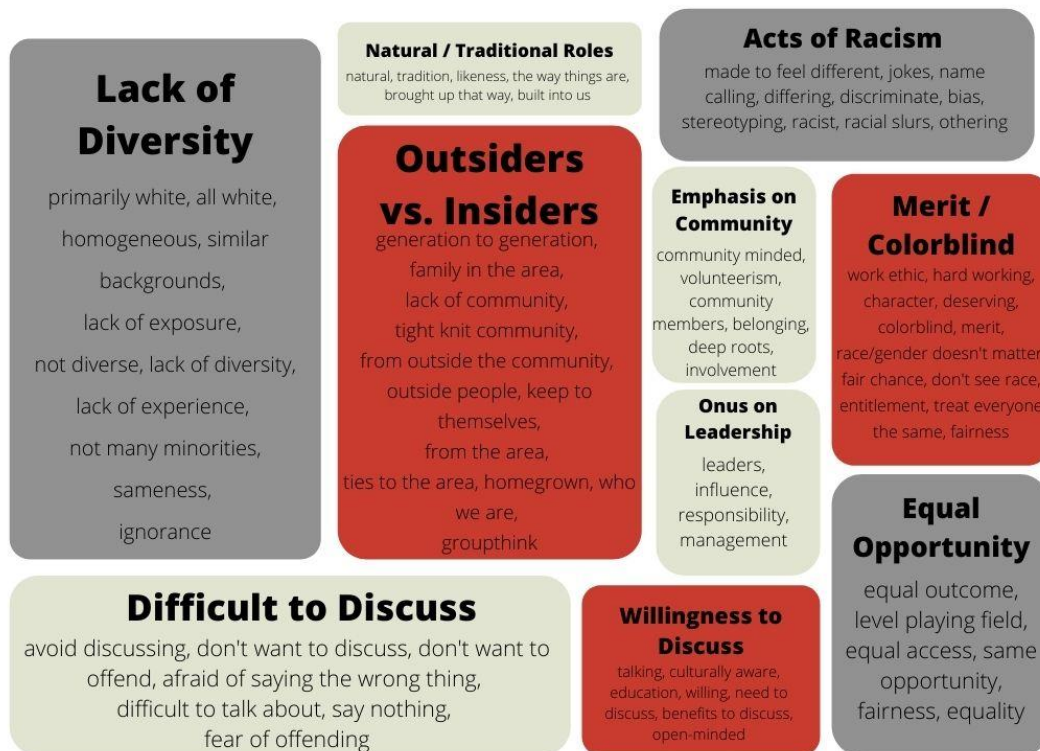 Lack of
Diversity
primarily white, all white,
homogeneous, similar
backgrounds,
lack of exposure,
not diverse, lack of diversity,
lack of experience,
not many minorities,
sameness,
ignorance
Natural / Traditional Roles
natural, tradition, likeness, the way things are,
brought up that way, built into us
Outsiders
vs. Insiders
generation to generation,
family in the area,
lack of community,
tight knit community,
from outside the community,
outside people, keep to
themselves,
from the area,
ties to the area, homegrown, who
we are,
groupthink
Acts of Racism
made to feel different, jokes, name
calling, differing, discriminate, bias,
stereotyping, racist, racial slurs, othering
Emphasis on
Community
community minded,
volunteerism,
community
members, belonging,
deep roots,
involvement
Merit /
Colorblind
work ethic, hard working,
character, deserving,
colorblind, merit,
race/gender doesn't matter
fair chance, don't see race,
entitlement, treat everyone
the same, fairness
Onus on
Leadership
leaders,
influence,
responsibility,
management
Equal
Opportunity
equal outcome,
level playing field,
equal access, same
opportunity,
fairness, equality
Difficult to Discuss
avoid discussing, don't want to discuss, don't want to
offend, afraid of saying the wrong thing,
difficult to talk about, say nothing,
fear of offending
Willingness to
Discuss
talking, culturally aware,
education, willing, need to
discuss, benefits to discuss,
open-minded